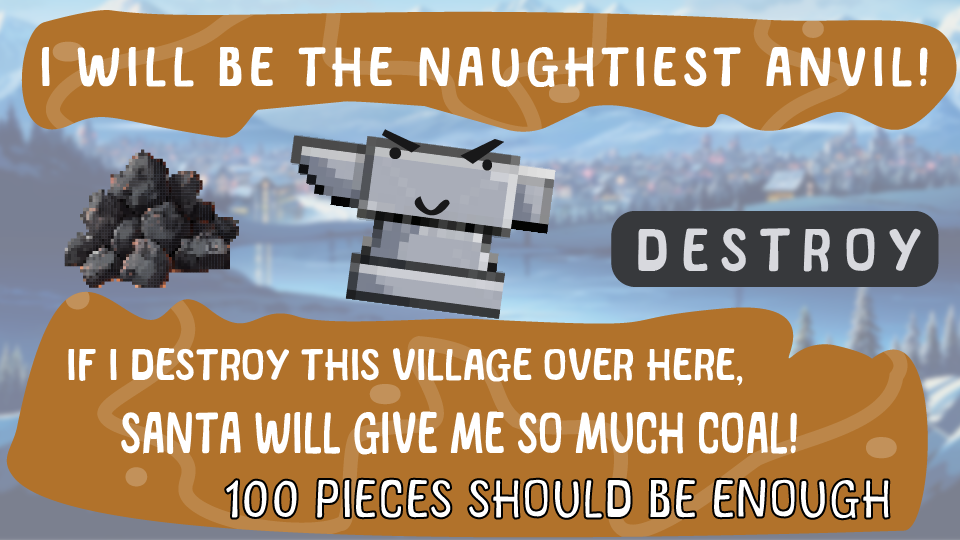 I WILL BE THE NAUGHTIEST ANVIL!
DESTROY
IF I DESTROY THIS VILLAGE OVER HERE,
SANTA WILL GIVE ME SO MUCH COAL!
100 PIECES SHOULD BE ENOUGH